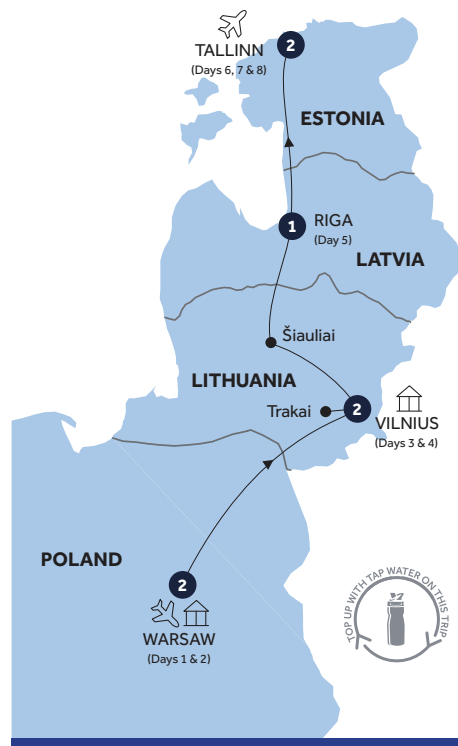 TALLINN
2
(Days 6, 7 & 8)
ESTONIA
1
RIGA
(Day 5)
LATVIA
Šiauliai
LITHUANIA
Trakai
2
VILNIUS
(Days 3 & 4)
POLAND
2
WARSAW
(Days 1 & 2)
TOP UP WITH TAP WATER ON THIS TRIP